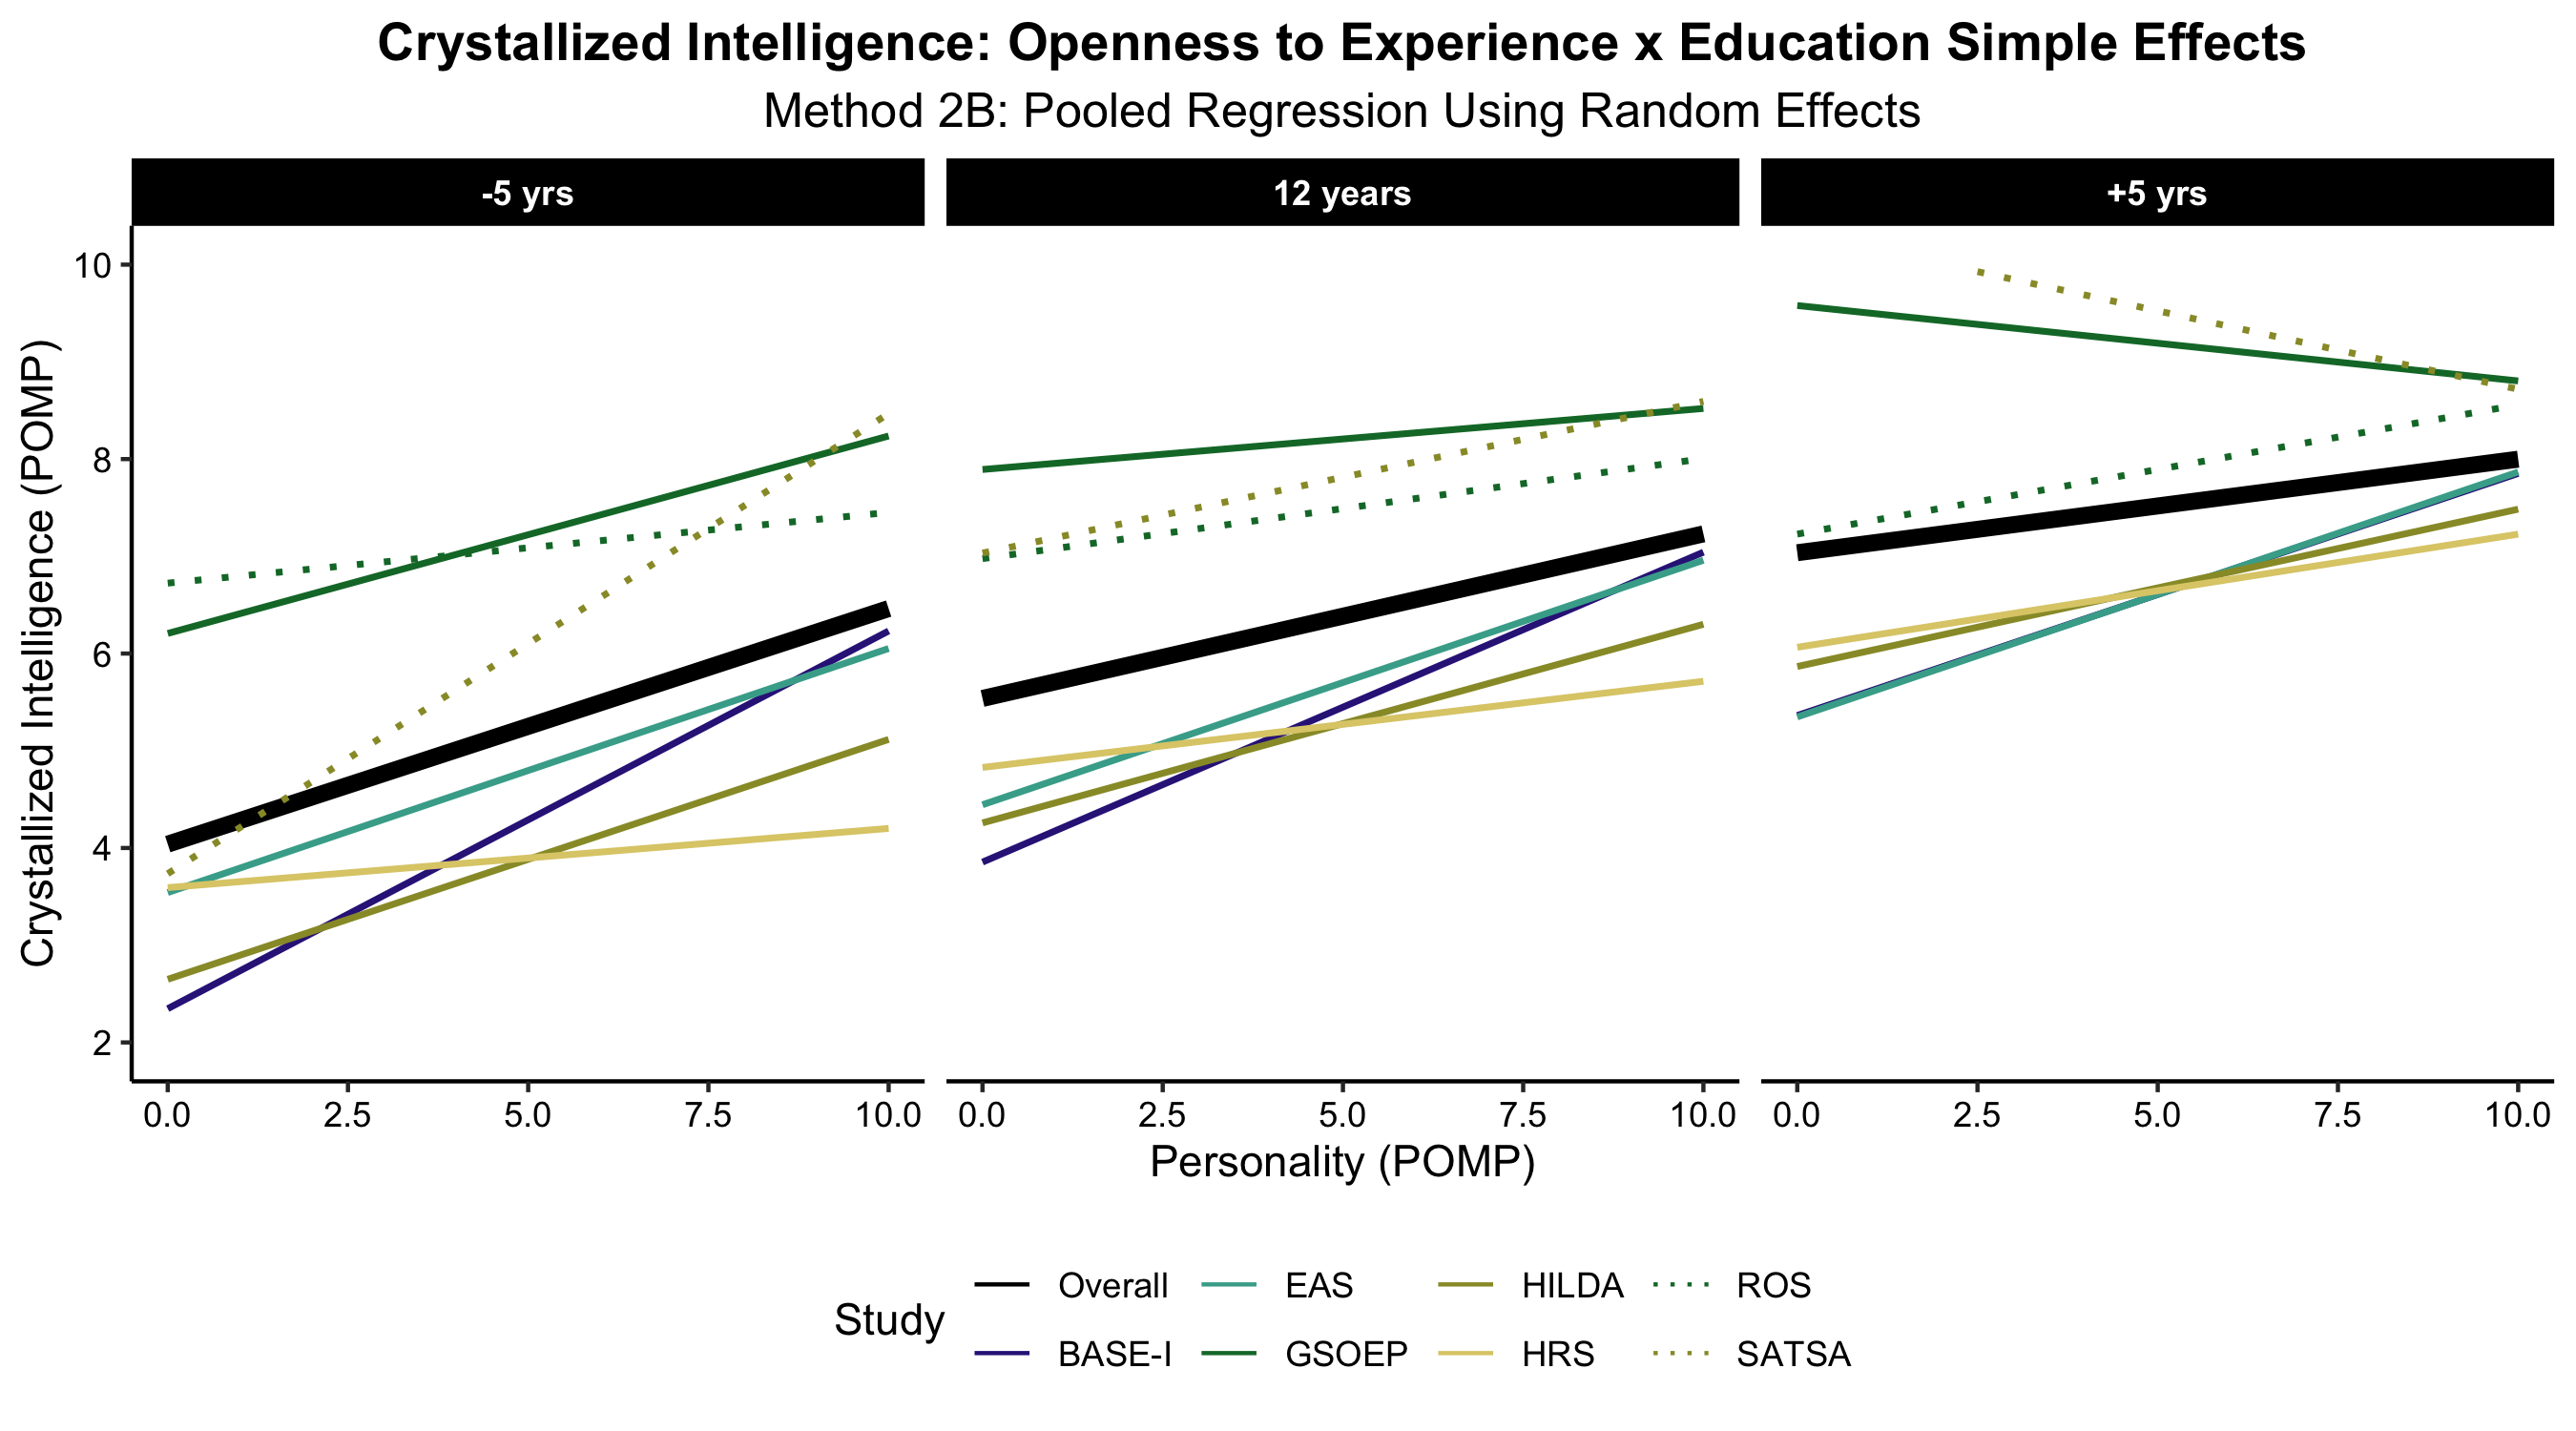 Crystallized Intelligence: Openness to Experience x Education Simple Effects
Method 2B: Pooled Regression Using Random Effects
-5 yrs
12 years
+5 yrs
Crystallized Intelligence (POMP)
10
8
6
4
2
0.0 2.5 5.0 7.5 10.0
0.0 2.5 5.0 7.5 10.0
0.0 2.5 5.0 7.5 10.0
Personality (POMP)
Study
Overall EAS HILDA ROS
BASE-I GSOEP HRS SATSA